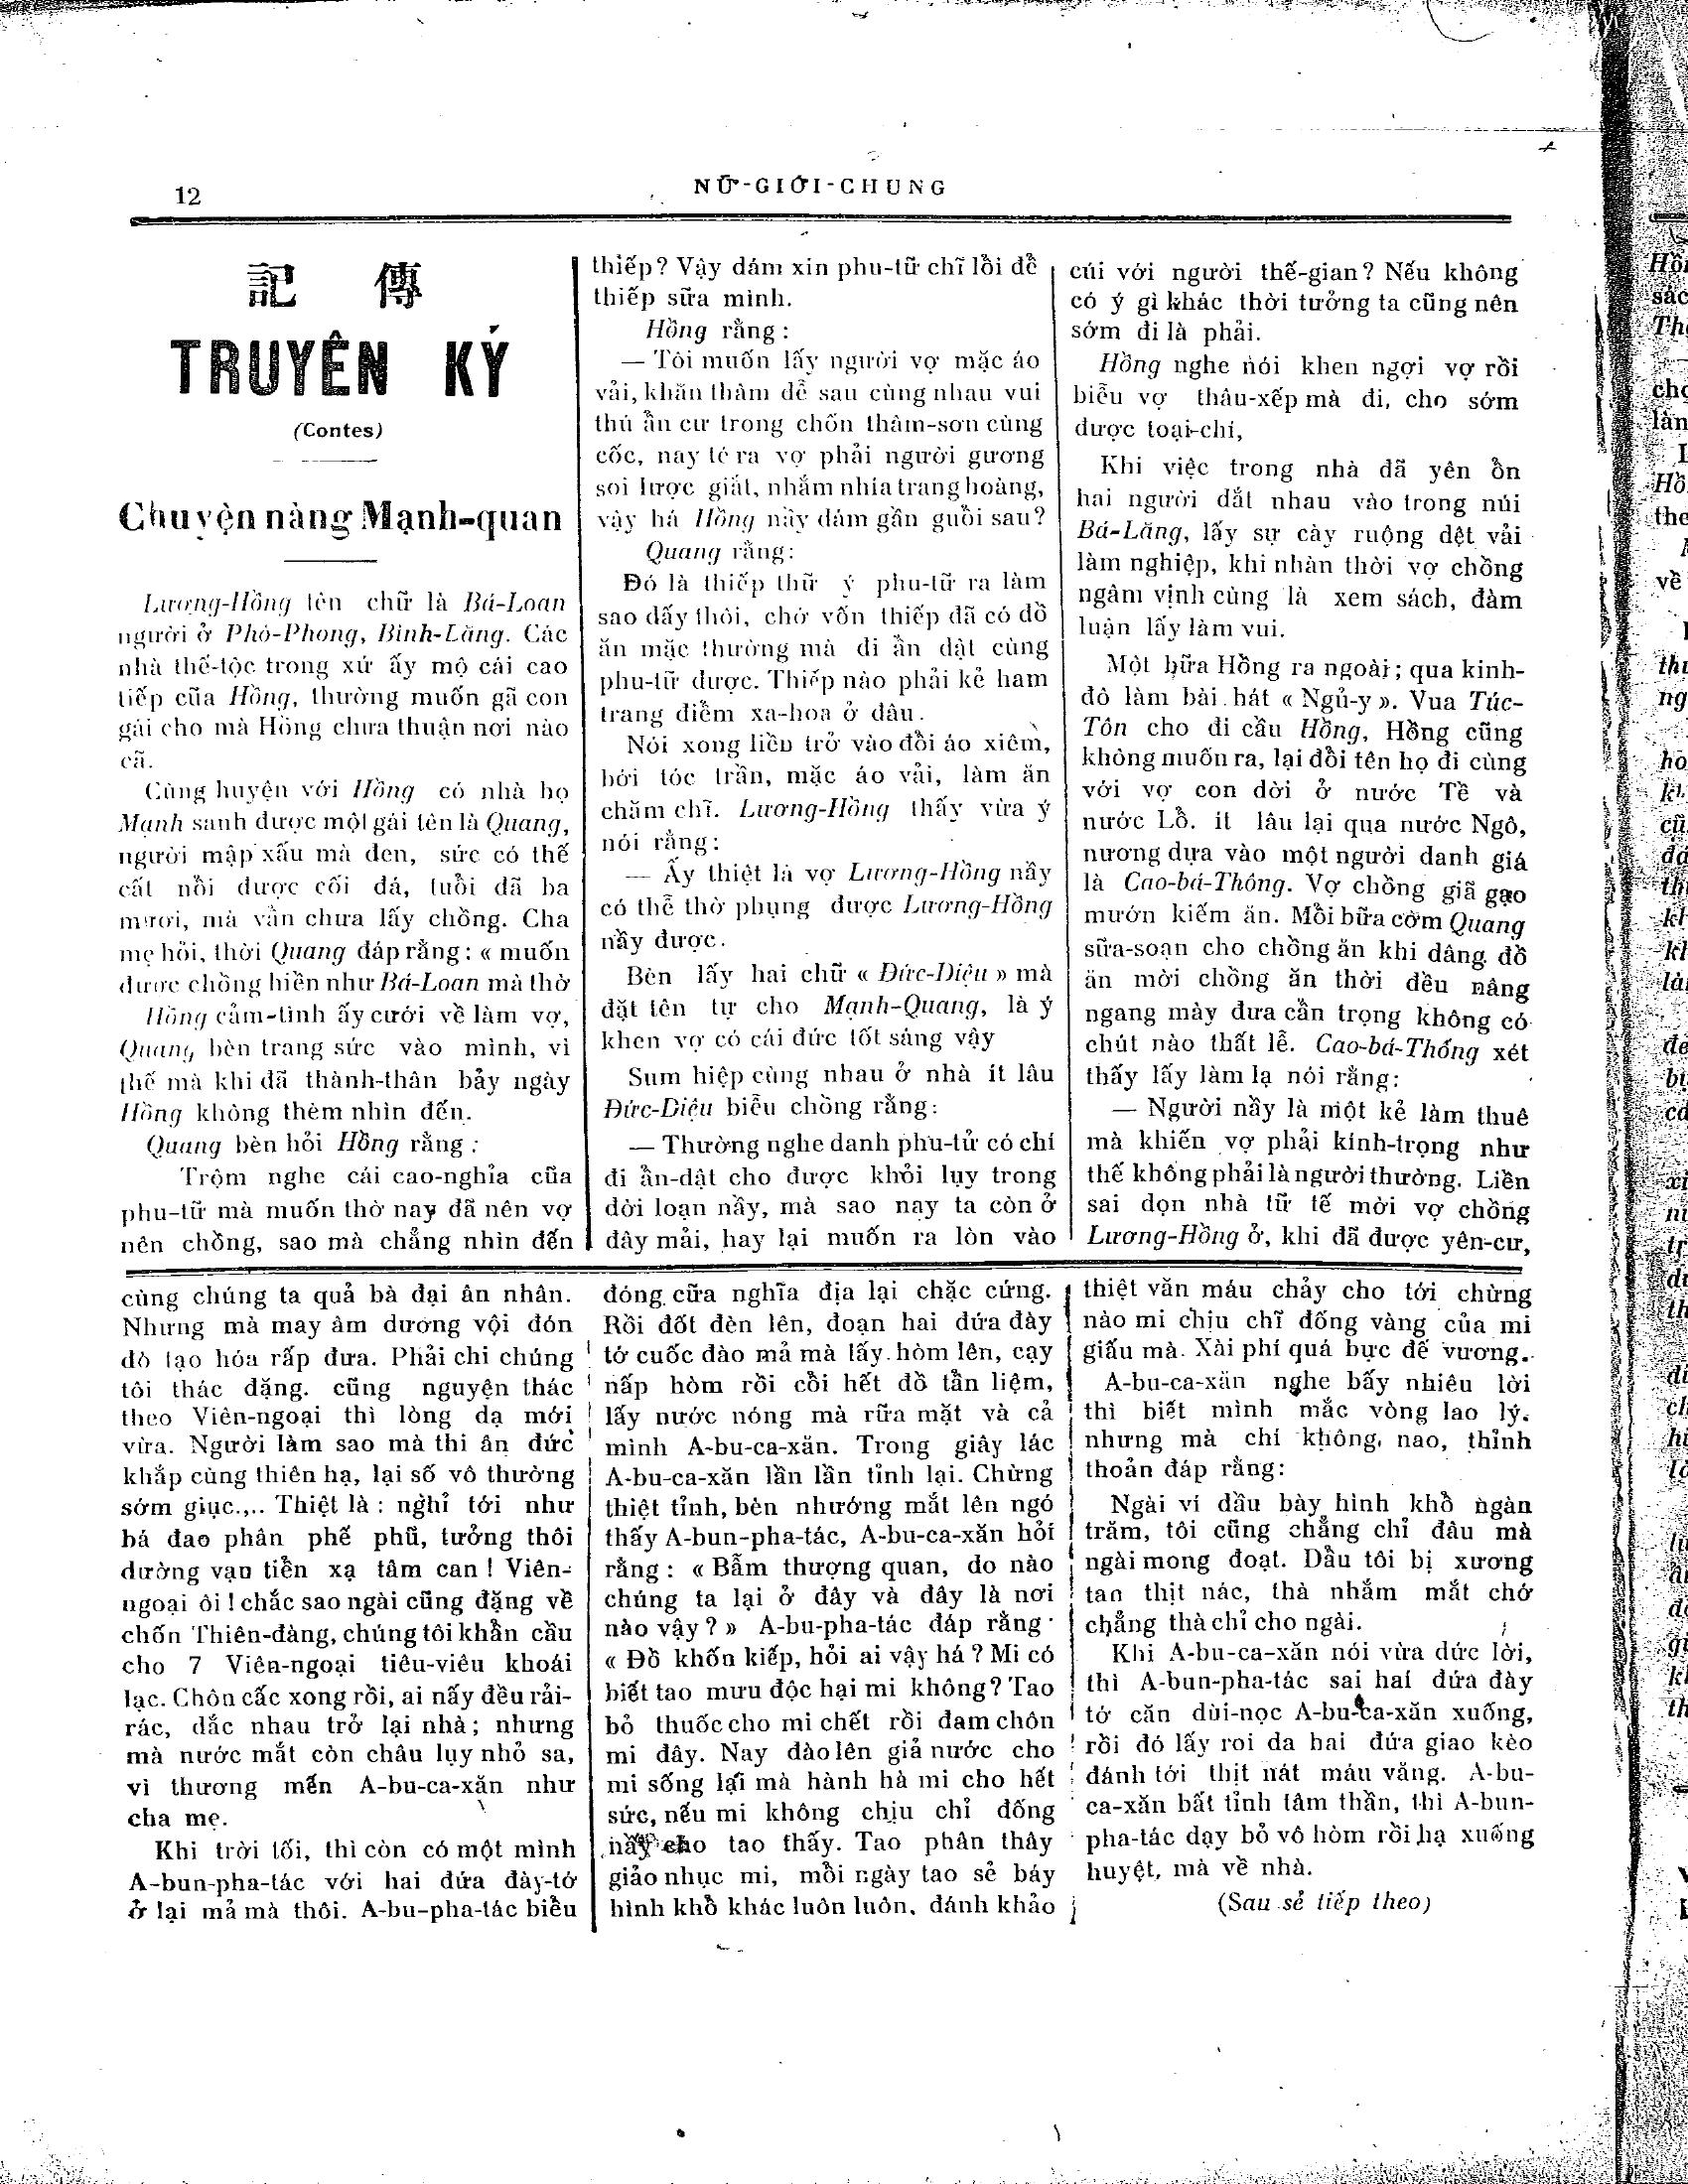 12
NỮ-GIỚI-CHUNG
記 傳
TRUYÊN KÝ
(Contes)
Chuyện nàng Mạnh-quan
Lương-Hồng tên chữ là Bá-Loan
người ở Phò-Phong, Bình-Lăng. Các
nhà thế-tộc trong xứ ấy mộ cái cao
tiếp cũa Hồng, thường muốn gã con
gái cho mà Hồng chưa thuận nơi nào
cã.
Cùng huyện với Hồng có nhà họ
Mạnh sanh được một gái tên là Quang,
người mập xấu mà đen, sức có thế
cất nồi được cối đá, tuồi đã ba
mươi, mà vẫn chưa lấy chồng. Cha
mẹ hỏi, thời Quang đáp rằng: « muốn
được chồng hiền như Bá-Loan mà thờ
Hồng cảm-tình ấy cưới về làm vợ,
Quang bèn trang sức vào mình, vì
thế mà khi đã thành-thân bảy ngày
Hồng không thèm nhìn đến.
Quang bèn hỏi Hồng rằng :
Trộm nghe cái cao-nghỉa cũa
phu-tữ mà muốn thờ nay đã nên vợ
nên chồng, sao mà chẳng nhìn đến
thiếp? Vậy dám xin phu-tữ chĩ lỗi đễ
thiếp sữa mình.
Hồng rằng :
— Tôi muốn lấy người vợ mặc áo
vải, khăn thâm dễ sau cùng nhau vui
thú ẩn cư trong chốn thâm-sơn cùng
cốc, nay té ra vợ phải người gương
soi lược giắt, nhắm nhía trang hoàng,
vậy há Hồng nầy dám gần guồi sau?
Quang rằng:
Đó là thiếp thữ ý phu-tữ ra làm
sao dấy thôi, chớ vốn thiếp đã có đồ
ăn mặc thường mà đi ẩn dật cùng
phu-tữ được. Thiếp nào phải kẻ ham
trang điểm xa-hoa ở đâu.
Nói xong liền trở vào đồi áo xiêm,
bới tóc trần, mặc áo vải, làm ăn
chăm chĩ. Lương-Hồng thấy vừa ý
nói rằng:
— Ấy thiệt là vợ Lương-Hồng nầy
có thể thờ phụng được Lương-Hồng
nầy được.
Bèn lấy hai chữ « Đức-Diệu » mà
đặt tên tự cho Mạnh-Quang, là ý
khen vợ có cái đức tốt sáng vậy
Sum hiệp cùng nhau ở nhà ít lâu
Đức-Diệu biễu chồng rằng:
— Thường nghe danh phu-tử có chí
đi ẩn-dật cho được khỏi lụy trong
đời loạn nầy, mà sao nay ta còn ở
đây mải, hay lại muốn ra lòn vào
cúi với người thế-gian? Nếu không
có ý gì khác thời tưởng ta cũng nên
sớm đi là phải.
Hồng nghe nói khen ngợi vợ rồi
biễu vợ thâu-xếp mà đi, cho sớm
được toại-chí,
Khi việc trong nhà đã yên ổn
hai người dắt nhau vào trong núi
Bá-Lăng, lấy sự cày ruộng dệt vải
làm nghiệp, khi nhàn thời vợ chồng
ngâm vịnh cùng là xem sách, đàm
luận lấy làm vui.
Một bữa Hồng ra ngoài; qua kinh-
đô làm bài hát « Ngủ-y ». Vua Túc-
Tôn cho đi cầu Hồng, Hồng cũng
không muốn ra, lại đồi tên họ đi cùng
với vợ con dời ở nước Tề và
nước Lỗ. ít lâu lại qua nước Ngô,
nương dựa vào một người danh giá
là Cao-bá-Thông. Vợ chồng giã gạo
mướn kiếm ăn. Mỗi bữa cơm Quang
sữa-soạn cho chồng ăn khi dâng đồ
ăn mời chồng ăn thời đều nâng
ngang mày đưa cẩn trọng không có
chút nào thất lễ. Cao-bá-Thống xét
thấy lấy làm lạ nói rằng:
— Người nầy là một kẻ làm thuê
mà khiến vợ phải kính-trọng như
thế không phải là người thường. Liền
sai dọn nhà tữ tế mời vợ chồng
Lương-Hồng ở, khi đã được yên-cư,
cùng chúng ta quả bà đại ân nhân.
Nhưng mà may âm dương vội đón
đò tạo hóa rấp đưa. Phải chi chúng
tôi thác đặng. cũng nguyện thác
theo Viên-ngoại thì lòng dạ mới
vừa. Người làm sao mà thi ân đức
khắp cùng thiên hạ, lại số vô thường
sớm giục.,.. Thiệt là : nghỉ tới như
bá đao phân phế phũ, tưởng thôi
dường vạn tiễn xạ tâm can ! Viên-
ngoại ôi ! chắc sao ngài cũng đặng về
chốn Thiên-đàng, chúng tôi khẩn cầu
cho 7 Viên-ngoại tiêu-viêu khoái
lạc. Chôn cấc xong rồi, ai nấy đều rải-
rác, dắc nhau trở lại nhà; nhưng
mà nước mắt còn châu lụy nhỏ sa,
vì thương mến A-bu-ca-xăn như
cha mẹ.
Khi trời tối, thì còn có một mình
A-bun-pha-tác với hai đứa đày-tớ
ở lại mả mà thôi. A-bu-pha-tác biễu
đóng cữa nghĩa địa lại chặc cứng.
Rồi đốt đèn lên, đoạn hai đứa đày
tớ cuốc đào mả mà lấy hòm lên, cạy
nấp hòm rồi cồi hết đồ tẩn liệm,
lấy nước nóng mà rữa mặt và cả
mình A-bu-ca-xăn. Trong giây lác
A-bu-ca-xăn lần lần tỉnh lại. Chừng
thiệt tỉnh, bèn nhướng mắt lên ngó
thấy A-bun-pha-tác, A-bu-ca-xăn hỏi
rằng : « Bẩm thượng quan, do nào
chúng ta lại ở đây và đây là nơi
nào vậy ? » A-bu-pha-tác đáp rằng
« Đồ khốn kiếp, hỏi ai vậy há ? Mi có
biết tao mưu độc hại mi không? Tao
bỏ thuốc cho mi chết rồi đam chôn
mi đây. Nay đào lên giả nước cho
mi sống lại mà hành hà mi cho hết
sức, nếu mi không chịu chỉ đống
nầy cho tao thấy. Tao phân thây
giảo nhục mi, mỗi ngày tao sẻ báy
hình khổ khác luôn luôn, đánh khảo
thiệt văn máu chảy cho tới chừng
nào mi chịu chĩ đống vàng của mi
giấu mà. Xài phí quá bực đế vương.
A-bu-ca-xăn nghe bấy nhiêu lời
thì biết mình mắc vòng lao lý.
nhưng mà chí không nao, thỉnh
thoản đáp rằng:
Ngài ví dầu bày hình khổ ngàn
trăm, tôi cũng chẳng chỉ đâu mà
ngài mong đoạt. Dầu tôi bị xương
tan thịt nác, thà nhắm mắt chớ
chẳng thà chỉ cho ngài.
Khi A-bu-ca-xăn nói vừa dức lời,
thì A-bun-pha-tác sai hai đứa đày
tớ căn dùi-nọc A-bu-ca-xăn xuống,
rồi đó lấy roi da hai đứa giao kèo
đánh tới thịt nát máu văng. A-bu-
ca-xăn bất tỉnh tâm thần, thì A-bun-
pha-tác dạy bỏ vô hòm rồi hạ xuống
huyệt, mà về nhà.
(Sau sẻ tiếp theo)